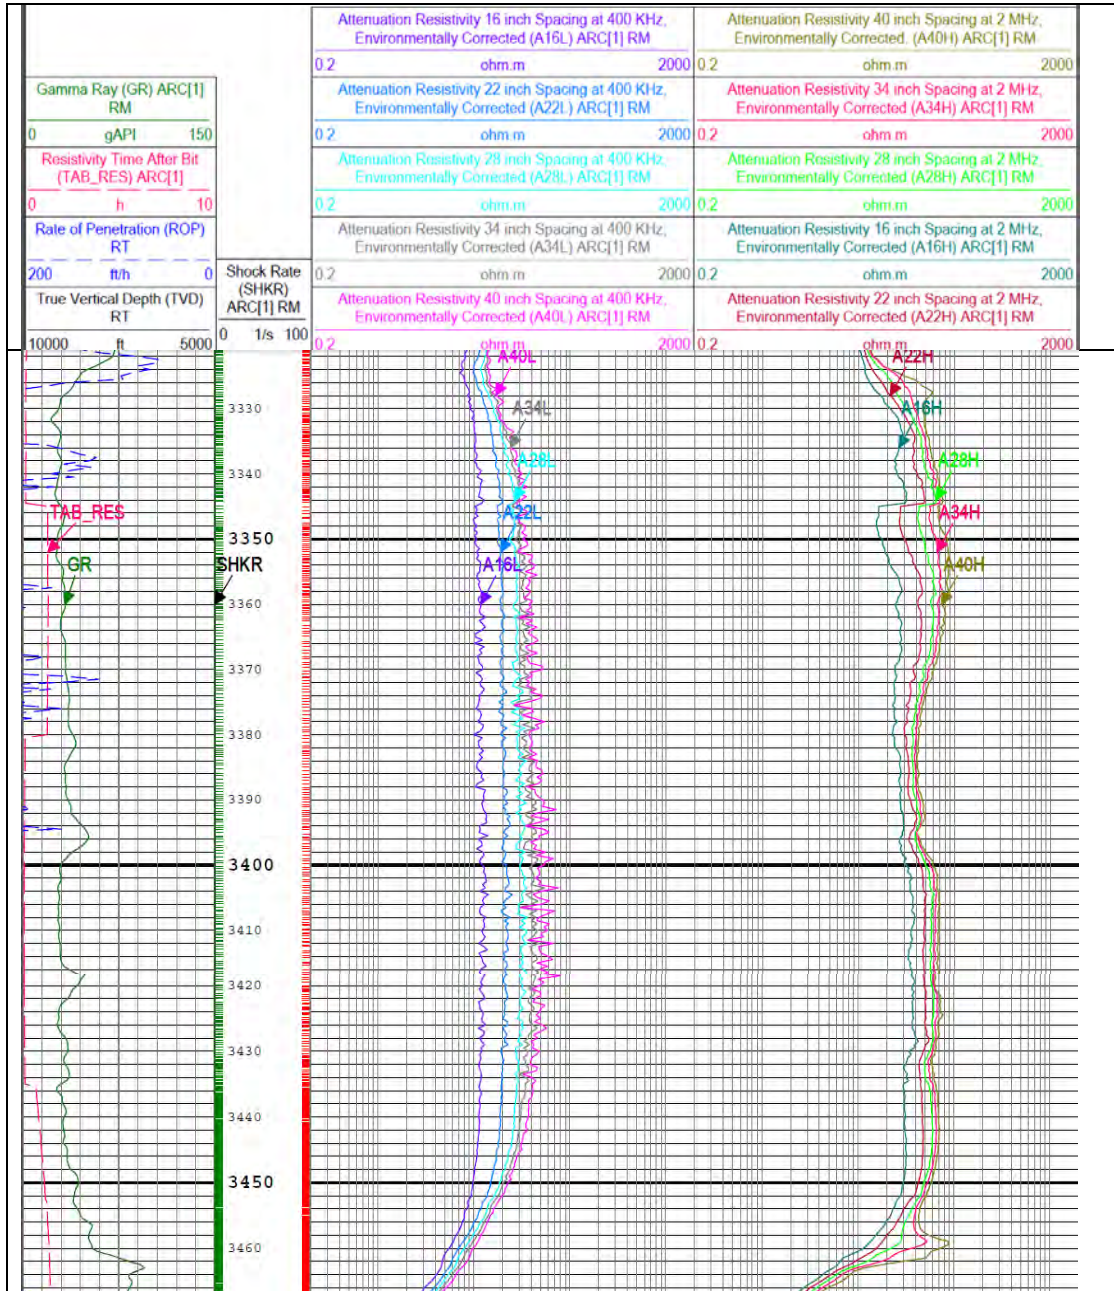 Attenuation Resistivity 16 inch Spacing at 400 KHz,
Environmentally Corrected (A16L) ARC[1] RM
0.2 ohm.m 2000
Attenuation Resistivity 40 inch Spacing at 2 MHz,
Environmentally Corrected. (A40H) ARC[1] RM
0.2 ohm.m 2000
Gamma Ray (GR) ARC[1]
RM
0 gAPI 150
Attenuation Resistivity 22 inch Spacing at 400 KHz,
Environmentally Corrected (A22L) ARC[1] RM
0.2 ohm.m 2000
Attenuation Resistivity 34 inch Spacing at 2 MHz,
Environmentally Corrected (A34H) ARC[1] RM
0.2 ohm.m 2000
Resistivity Time After Bit
(TAB_RES) ARC[1]
0 h 10
Attenuation Resistivity 28 inch Spacing at 400 KHz,
Environmentally Corrected (A28L) ARC[1] RM
0.2 ohm.m 2000
Attenuation Resistivity 28 inch Spacing at 2 MHz,
Environmentally Corrected (A28H) ARC[1] RM
0.2 ohm.m 2000
Rate of Penetration (ROP)
RT
200 ft/h 0
Attenuation Resistivity 34 inch Spacing at 400 KHz,
Environmentally Corrected (A34L) ARC[1] RM
0.2 ohm.m 2000
Attenuation Resistivity 16 inch Spacing at 2 MHz,
Environmentally Corrected (A16H) ARC[1] RM
0.2 ohm.m 2000
True Vertical Depth (TVD)
RT
10000 ft 5000
Shock Rate
(SHKR)
ARC[1] RM
0 1/s 100
Attenuation Resistivity 40 inch Spacing at 400 KHz,
Environmentally Corrected (A40L) ARC[1] RM
0.2 ohm.m 2000
Attenuation Resistivity 22 inch Spacing at 2 MHz,
Environmentally Corrected (A22H) ARC[1] RM
0.2 ohm.m 2000
A40L
A22H
3330
A34L
A16H
3340
A28L
A28H
TAB_RES
A22L
A34H
3350
GR
SHKR
A16L
A40H
3360
3370
3380
3390
3400
3410
3420
3430
3440
3450
3460